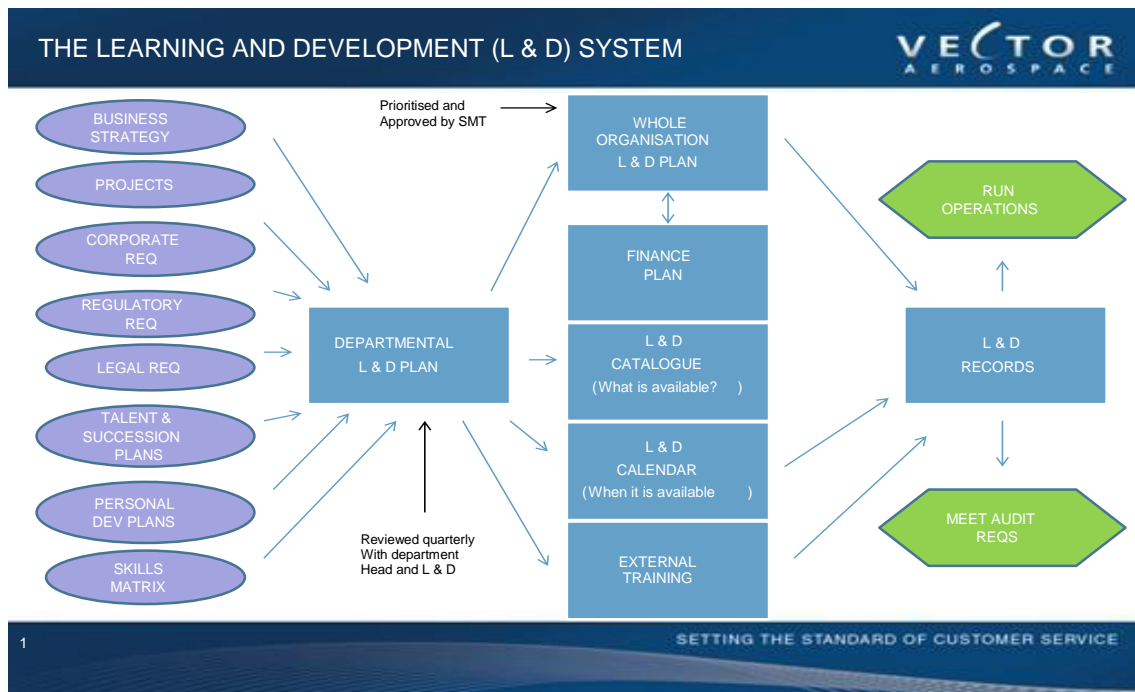 THE LEARNING AND DEVELOPMENT (L & D) SYSTEM
VECTOR
AEROSPACE
BUSINESS
STRATEGY
PROJECTS
CORPORATE
REQ
REGULATORY
REQ
LEGAL REQ
TALENT &
SUCCESSION
PLANS
PERSONAL
DEV PLANS
SKILLS
MATRIX
DEPARTMENTAL
L & D PLAN
Reviewed quarterly
With department
Head and L & D
Prioritised and
Approved by SMT
WHOLE
ORGANISATION
L & D PLAN
FINANCE
PLAN
L & D
CATALOGUE
(What is available? )
L & D
CALENDAR
(When it is available )
EXTERNAL
TRAINING
L & D
RECORDS
RUN
OPERATIONS
MEET AUDIT
REQS
1
SETTING THE STANDARD OF CUSTOMER SERVICE